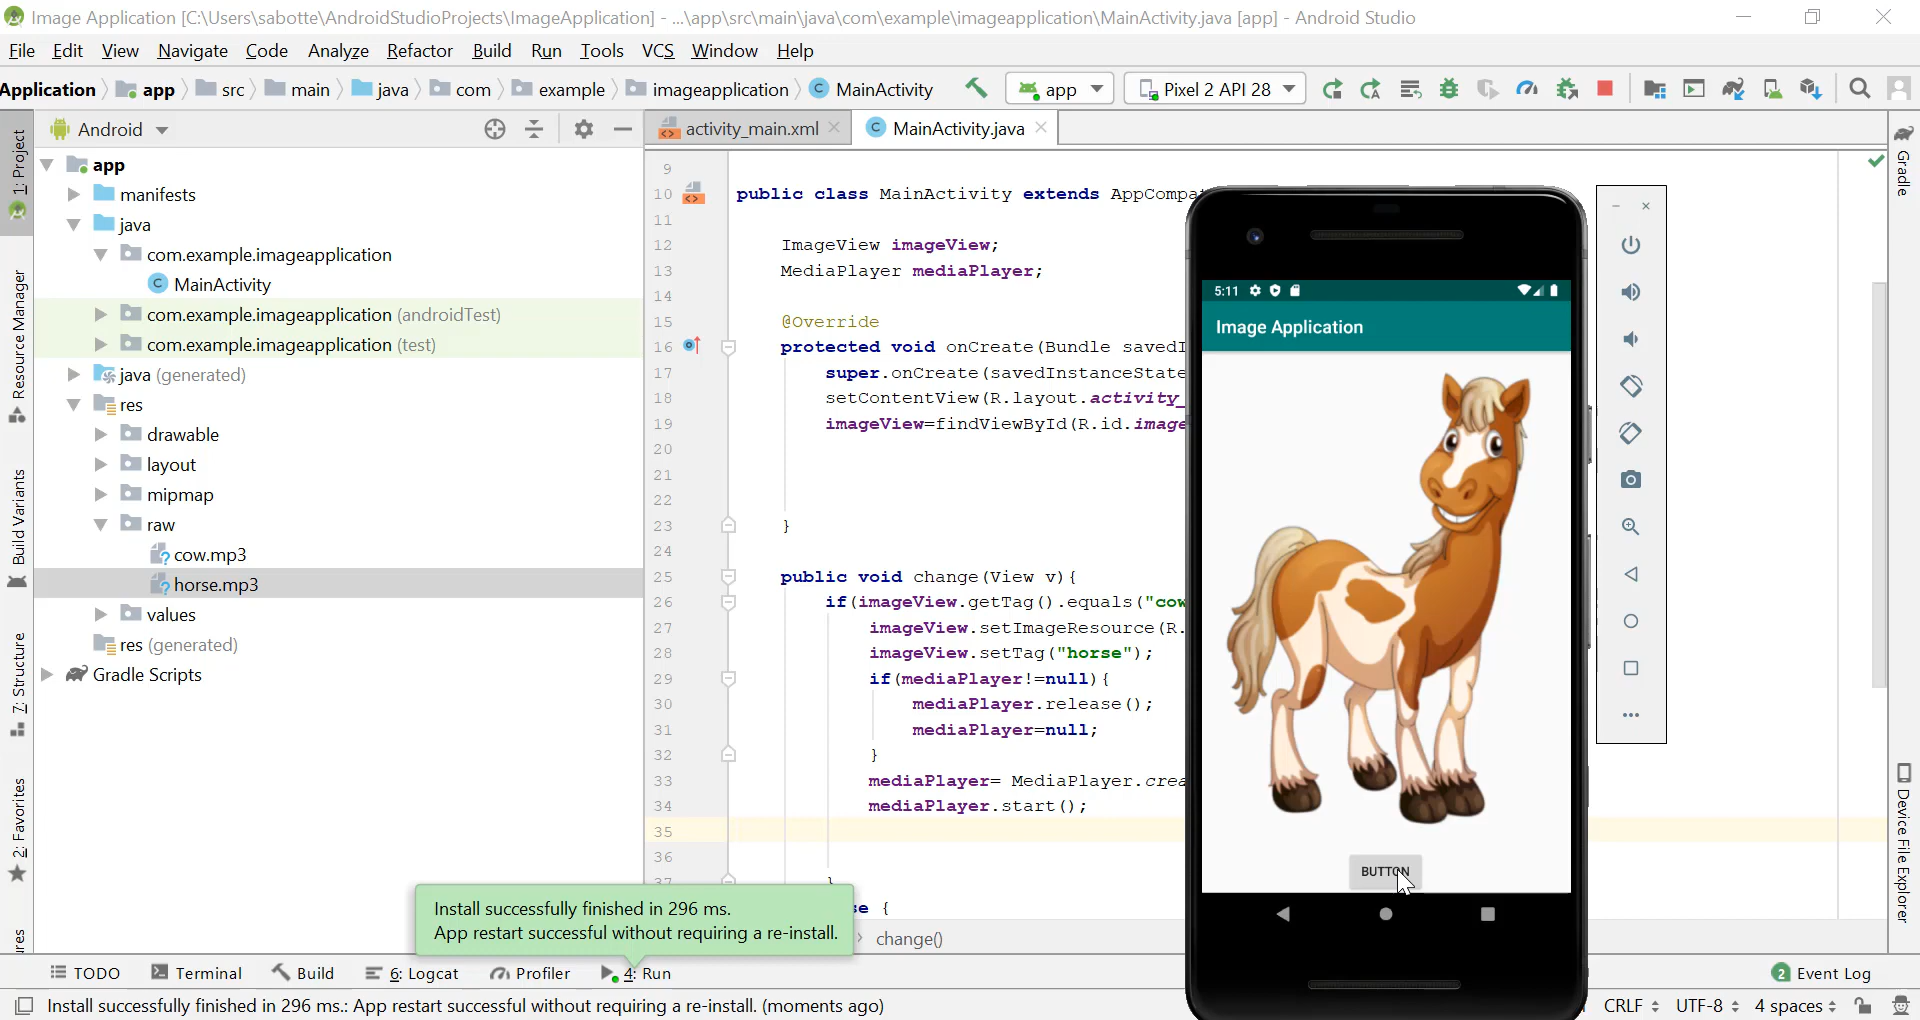 Image Application [C:\Users\sabotte\AndroidStudioProjects\ImageApplication] - ...\app\src\main\java\com\example\imageapplication\MainActivity.java [app] - Android Studio
File Edit View Navigate Code Analyze Refactor Build Run Tools VCS Window Help
Application app src main java com example imageapplication MainActivity app Pixel 2 API 28
Android
activity_main.xml MainActivity.java
1: Project
Resource Manager
Build Variants
7: Structure
2: Favorites
app
manifests
java
com.example.imageapplication
MainActivity
com.example.imageapplication (androidTest)
com.example.imageapplication (test)
java (generated)
res
drawable
layout
mipmap
raw
cow.mp3
horse.mp3
values
res (generated)
Gradle Scripts
9
10 public class MainActivity extends AppCompa
11
12 ImageView imageView;
13 MediaPlayer mediaPlayer;
14
15 @Override
16 protected void onCreate(Bundle savedI
17 super.onCreate(savedInstanceState
18 setContentView(R.layout.activity_
19 imageView=findViewById(R.id.image
20
21
22
23 }
24
25 public void change(View v){
26 if(imageView.getTag().equals("cow
27 imageView.setImageResource(R.
28 imageView.setTag("horse");
29 if(mediaPlayer!=null){
30 mediaPlayer.release();
31 mediaPlayer=null;
32 }
33 mediaPlayer= MediaPlayer.crea
34 mediaPlayer.start();
35
36
37 }
se {
change()
5:11
Image Application
BUTTON
Gradle
Device File Explorer
Install successfully finished in 296 ms.
App restart successful without requiring a re-install.
TODO Terminal Build 6: Logcat Profiler 4: Run 2 Event Log
Install successfully finished in 296 ms.: App restart successful without requiring a re-install. (moments ago) CRLF UTF-8 4 spaces